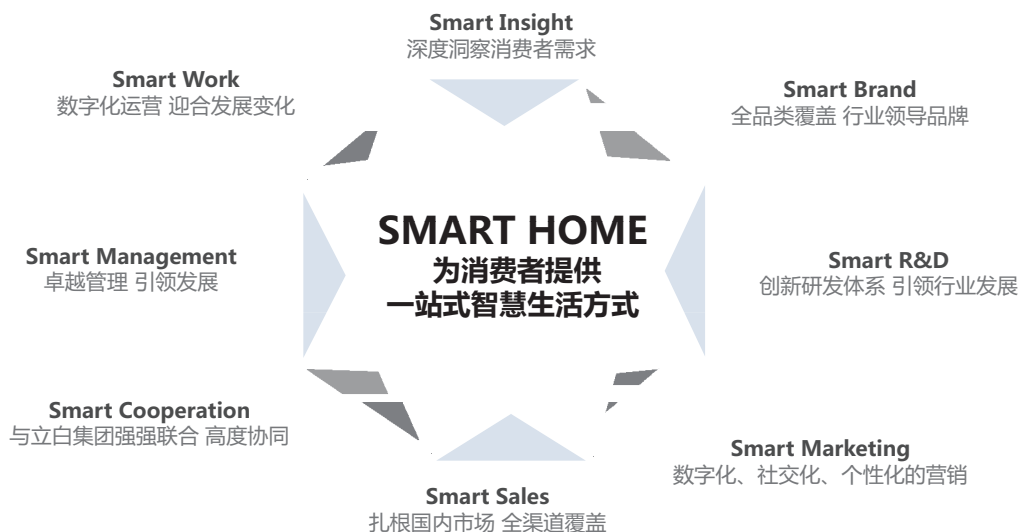 Smart Insight
深度洞察消费者需求
Smart Work
数字化运营 迎合发展变化
Smart Brand
全品类覆盖 行业领导品牌
SMART HOME
为消费者提供
一站式智慧生活方式
Smart Management
卓越管理 引领发展
Smart R&D
创新研发体系 引领行业发展
Smart Cooperation
与立白集团强强联合 高度协同
Smart Marketing
数字化、社交化、个性化的营销
Smart Sales
扎根国内市场 全渠道覆盖